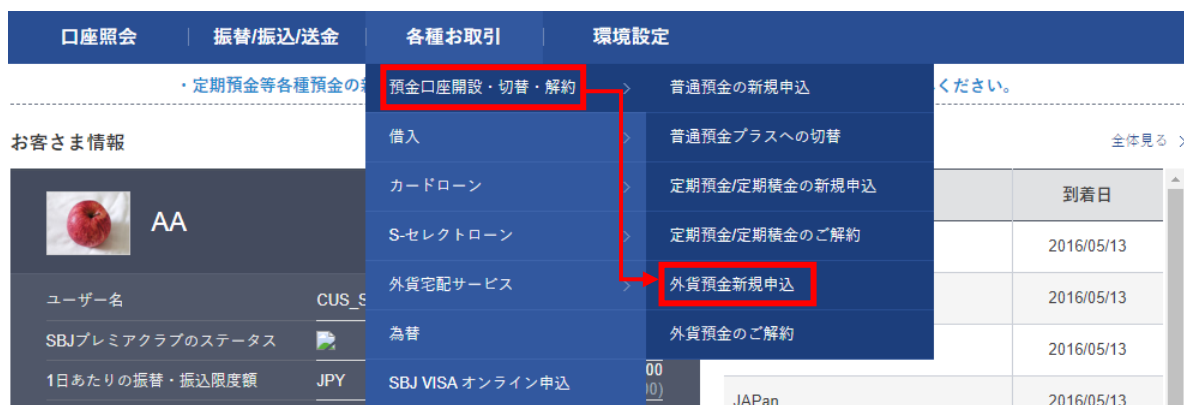 口座照会
振替/振込/送金
各種お取引
環境設定
・定期預金等各種預金の
ください。
お客さま情報
全体見る
AA
ユーザー名
CUS_S
SBJプレミアクラブのステータス
1日あたりの振替・振込限度額
JPY
預金口座開設・切替・解約
借入
カードローン
S-セレクトローン
外貨宅配サービス
為替
SBJ VISA オンライン申込
普通預金の新規申込
普通預金プラスへの切替
定期預金/定期積金の新規申込
定期預金/定期積金のご解約
外貨預金新規申込
外貨預金のご解約
00
00)
到着日
2016/05/13
2016/05/13
2016/05/13
JAPan
2016/05/13